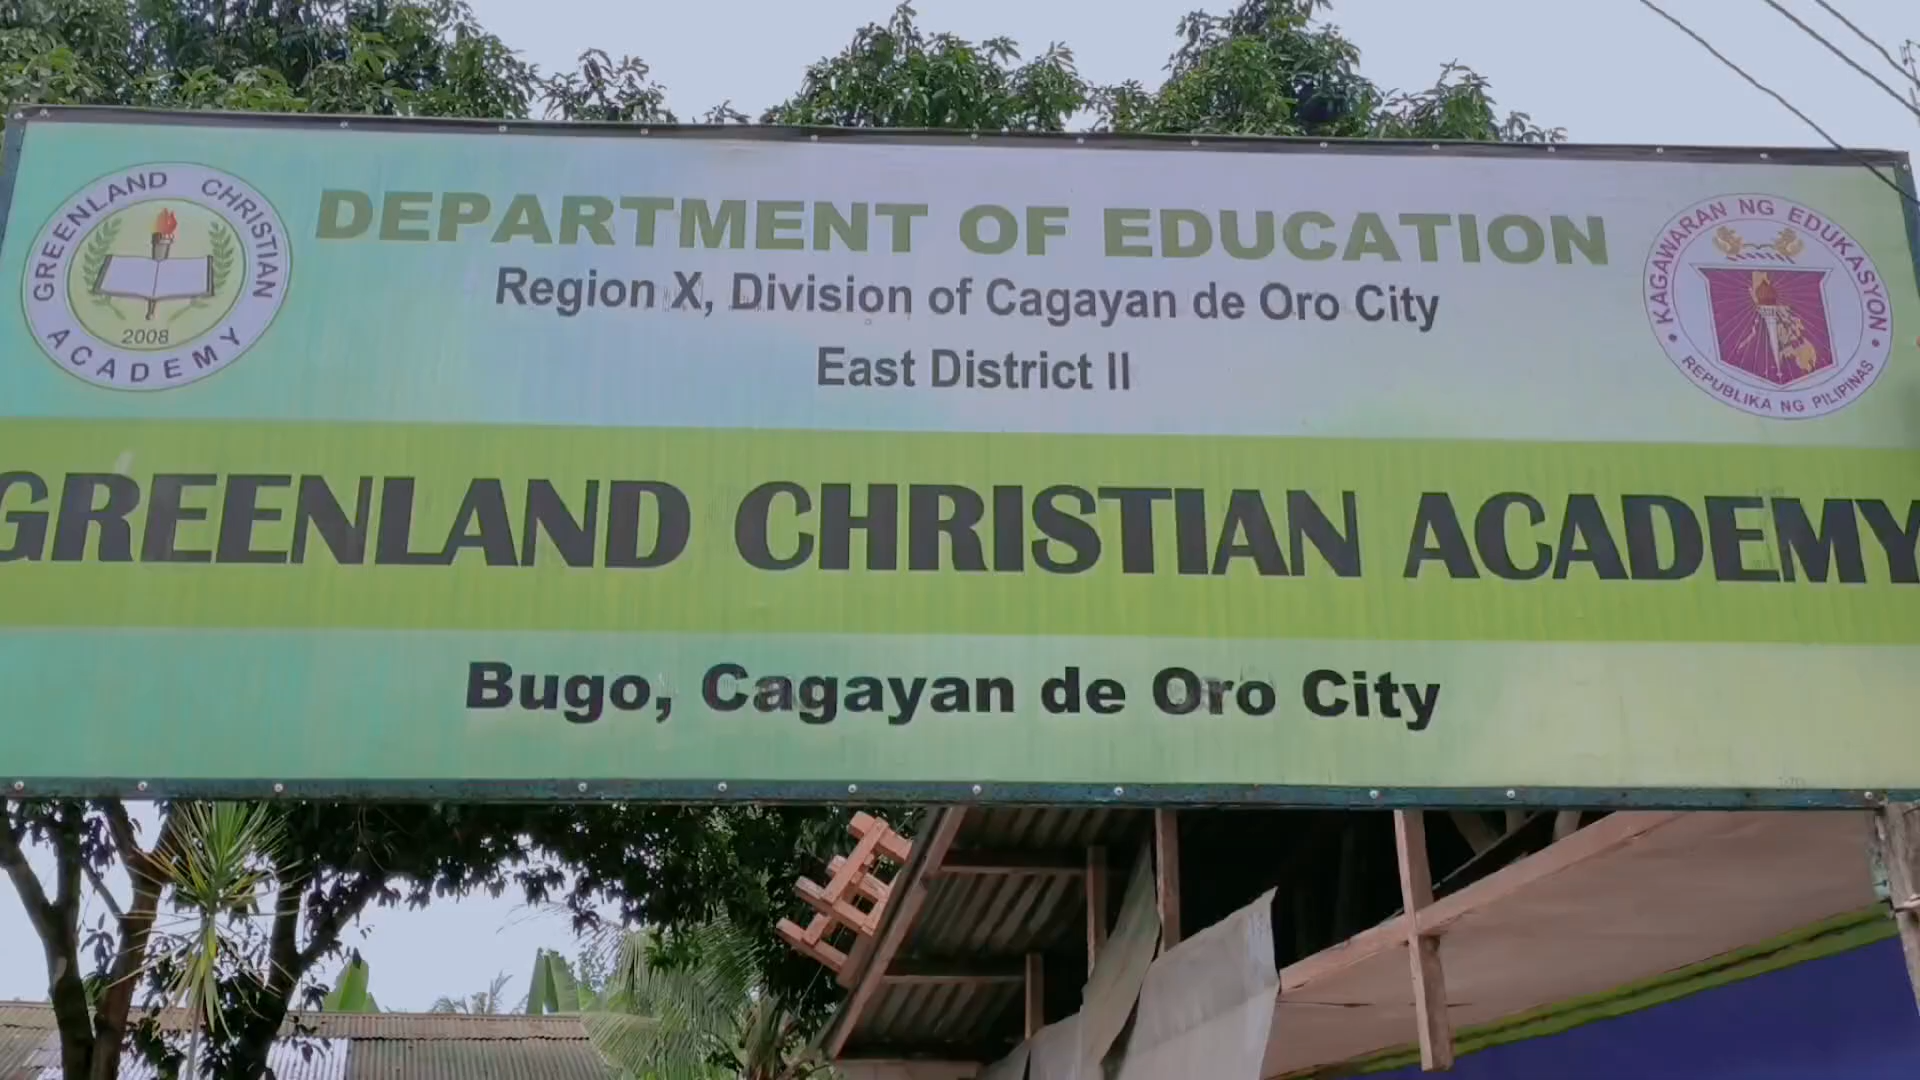 GREENLAND CHRISTIAN ACADEMY
2008
DEPARTMENT OF EDUCATION
Region X, Division of Cagayan de Oro City
East District II
KAGAWARAN NG EDUKASYON
REPUBLIKA NG PILIPINAS
GREENLAND CHRISTIAN ACADEMY
Bugo, Cagayan de Oro City